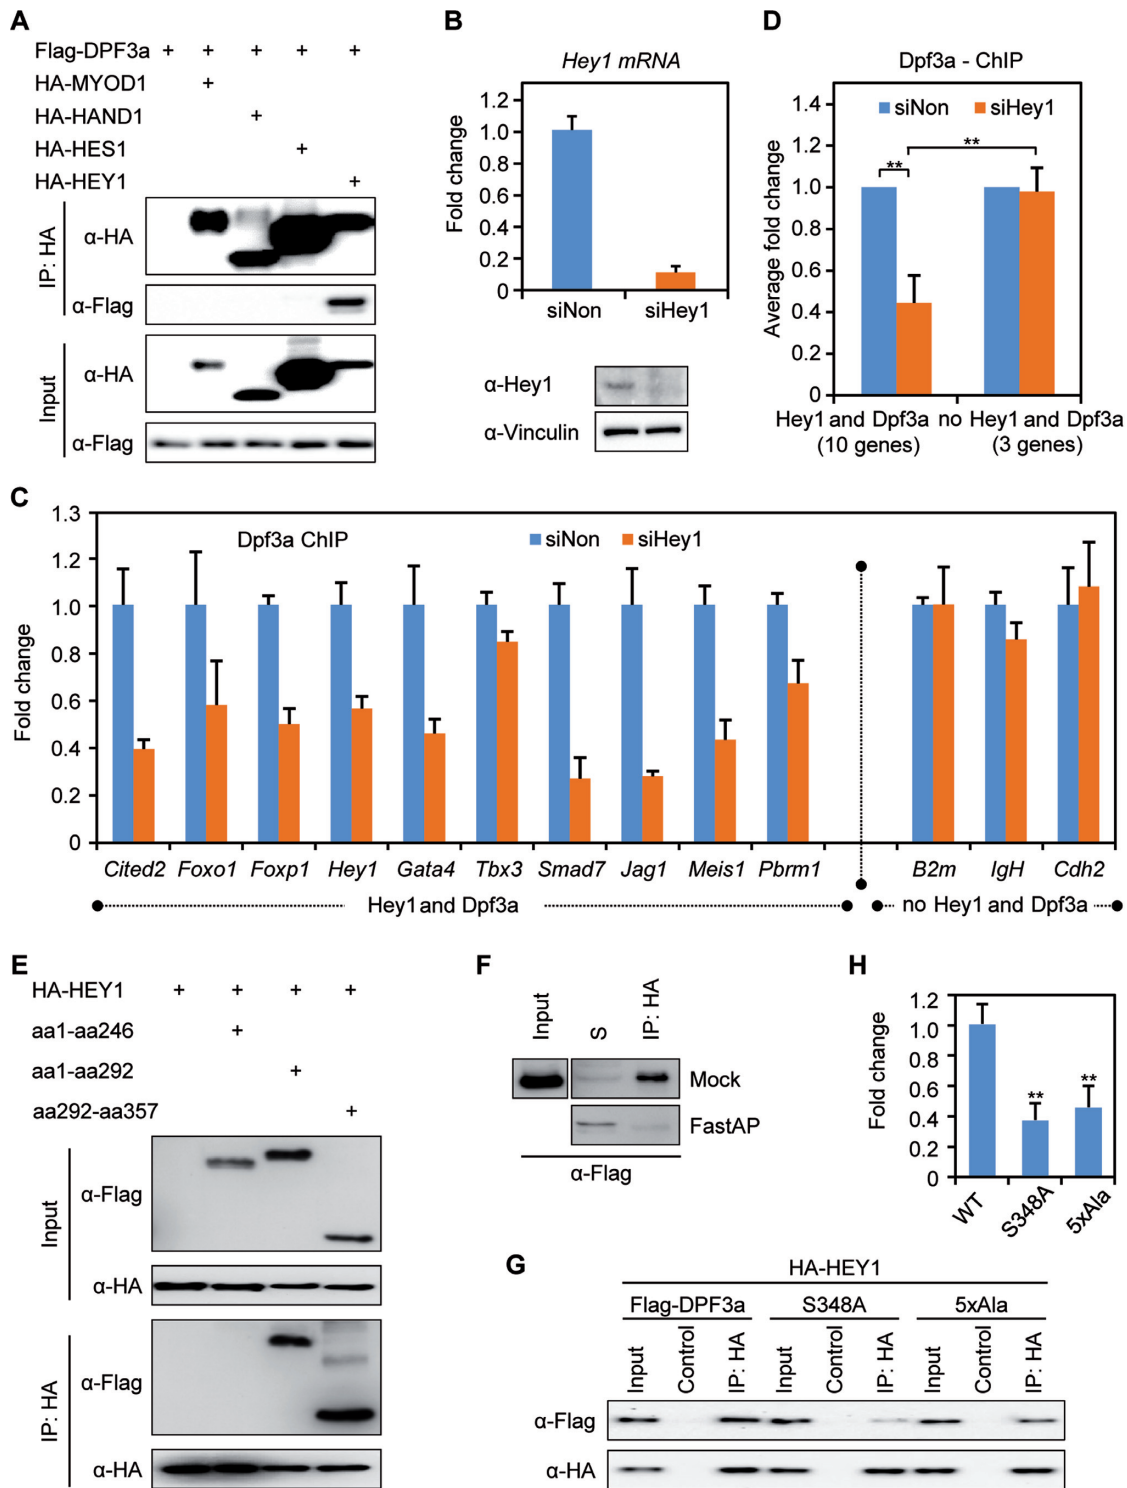 A
Flag-DPF3a + + + + +
HA-MYOD1 +
HA-HAND1 +
HA-HES1 +
HA-HEY1 +
IP: HA
α-HA
α-Flag
Input
α-HA
α-Flag
B
Hey1 mRNA
Fold change
1.2
1.0
0.8
0.6
0.4
0.2
0
siNon siHey1
α-Hey1
α-Vinculin
D
Dpf3a - ChIP
siNon siHey1
Average fold change
1.4
1.2
1.0
0.8
0.6
0.4
0.2
0
**
**
Hey1 and Dpf3a no Hey1 and Dpf3a
(10 genes) (3 genes)
C
Dpf3a ChIP
siNon siHey1
Fold change
1.3
1.2
1.0
0.8
0.6
0.4
0.2
0
Cited2 Foxo1 Foxp1 Hey1 Gata4 Tbx3 Smad7 Jag1 Meis1 Pbrm1 B2m IgH Cdh2
Hey1 and Dpf3a no Hey1 and Dpf3a
E
HA-HEY1 + + + +
aa1-aa246 +
aa1-aa292 +
aa292-aa357 +
Input
α-Flag
α-HA
IP: HA
α-Flag
α-HA
F
Input S IP: HA
Mock
FastAP
α-Flag
H
Fold change
1.2
1.0
0.8
0.6
0.4
0.2
0
**
**
WT S348A 5xAla
G
HA-HEY1
Flag-DPF3a S348A 5xAla
Input Control IP: HA Input Control IP: HA Input Control IP: HA
α-Flag
α-HA